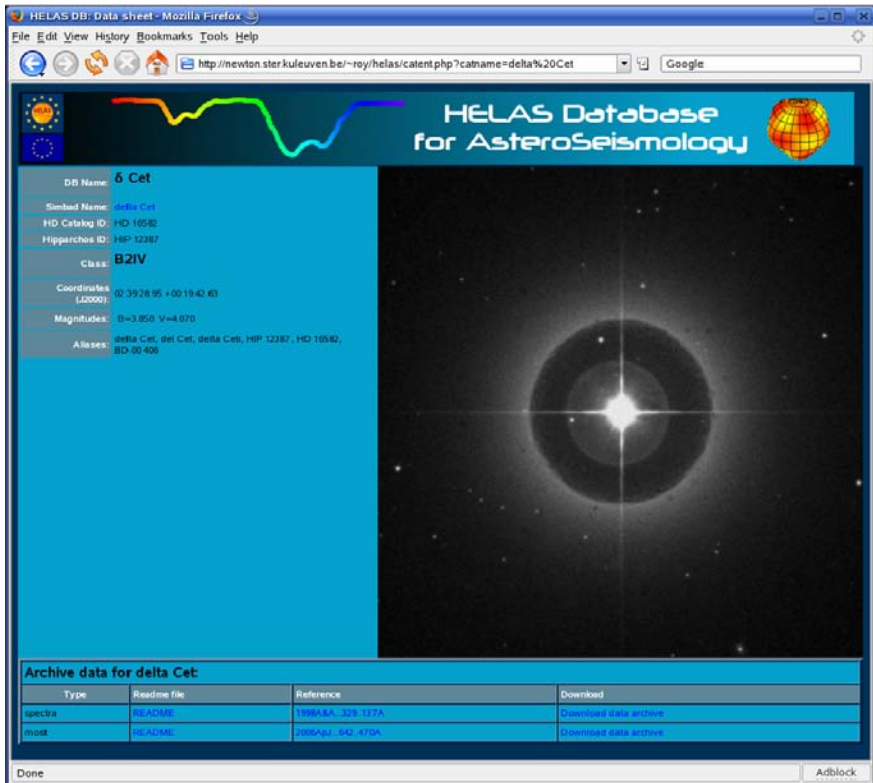 HELAS DB: Data sheet - Mozilla Firefox
File Edit View History Bookmarks Tools Help
http://newton.ster.kuleuven.be/~roy/helas/catent.php?catname=delta%20Cet
Google
HELAS
HELAS Database
for AsteroSeismology
DB Name: δ Cet
Simbad Name: delta Cet
HD Catalog ID: HD 16582
Hipparchos ID: HIP 12387
Class: B2IV
Coordinates (J2000): 02:39:28.95 +00:19:42.63
Magnitudes: B=3.850 V=4.070
Aliases: delta Cet, del Cet, delta Ceti, HIP 12387, HD 16582,
BD-00 406
Archive data for delta Cet:
Type Readme file Reference Download
spectra README 1998A&A...329..137A Download data archive
most README 2006ApJ...642..470A Download data archive
Done
Adblock